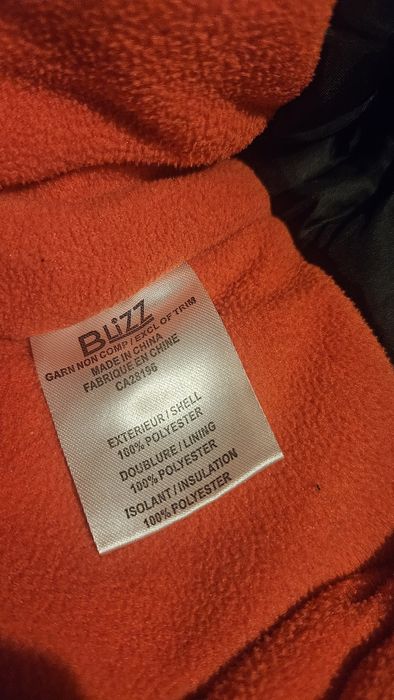 BLiZZ
GARN NON COMP / EXCL OF TRIM
MADE IN CHINA
FABRIQUE EN CHINE
CA28196
EXTERIEUR / SHELL
100% POLYESTER
DOUBLURE / LINING
100% POLYESTER
ISOLANT / INSULATION
100% POLYESTER